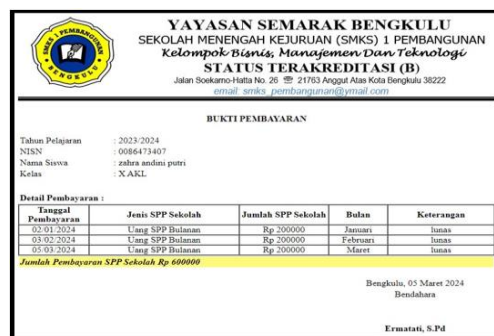 SMKS 1 PEMBANGUNAN
BENGKULU
YAYASAN SEMARAK BENGKULU
SEKOLAH MENENGAH KEJURUAN (SMKS) 1 PEMBANGUNAN
Kelompok Bisnis, Manajemen Dan Teknologi
STATUS TERAKREDITASI (B)
Jalan Soekarno-Hatta No. 26 ☏ 21763 Anggut Atas Kota Bengkulu 38222
email: smks_pembangunan@ymail.com
BUKTI PEMBAYARAN
Tahun Pelajaran : 2023/2024
NISN : 0086473407
Nama Siswa : zahra andini putri
Kelas : X AKL
Detail Pembayaran :
Tanggal Pembayaran Jenis SPP Sekolah Jumlah SPP Sekolah Bulan Keterangan
02/01/2024 Uang SPP Bulanan Rp 200000 Januari lunas
03/02/2024 Uang SPP Bulanan Rp 200000 Februari lunas
05/03/2024 Uang SPP Bulanan Rp 200000 Maret lunas
Jumlah Pembayaran SPP Sekolah Rp 600000
Bengkulu, 05 Maret 2024
Bendahara
Ermatati, S.Pd